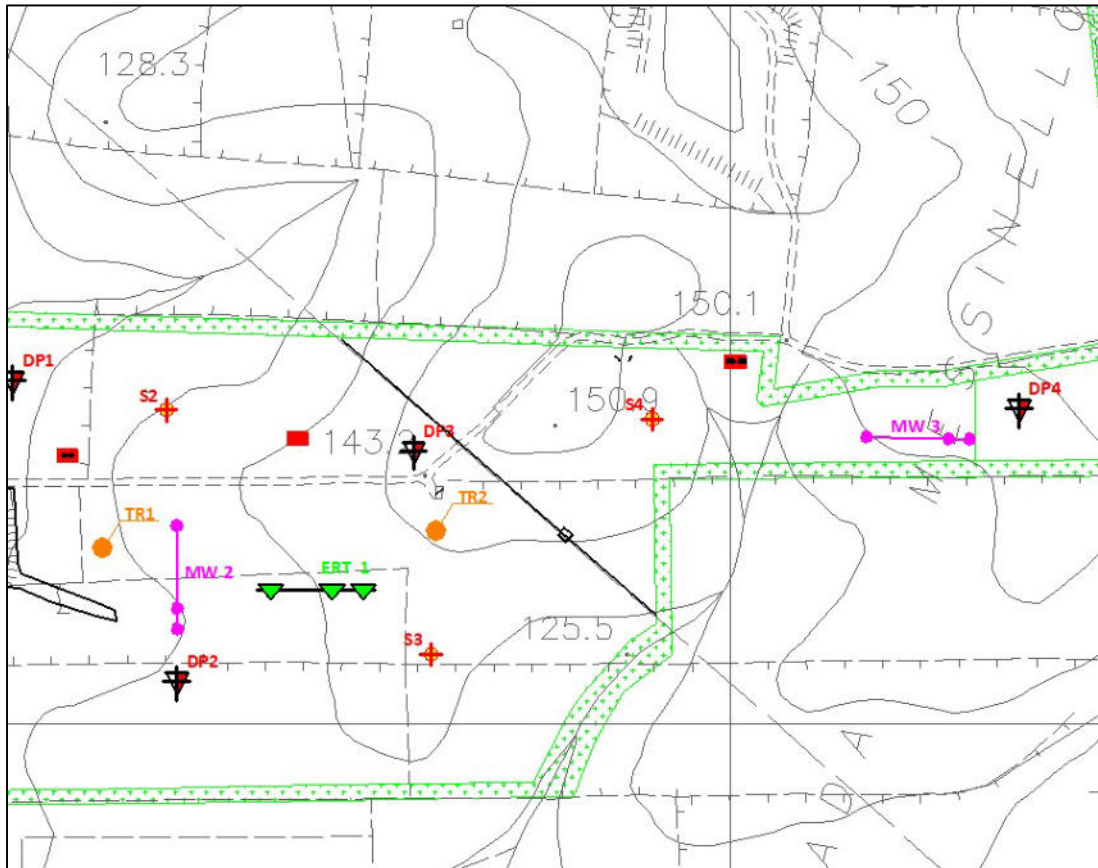 128.3
150
S I N E L L O
150.1
DP1
S2
150.9
S4
DP4
MW 3
143.2
DP3
M A S S
TR1
TR2
MW 2
ERT 1
S3
125.5
DP2
D A
A